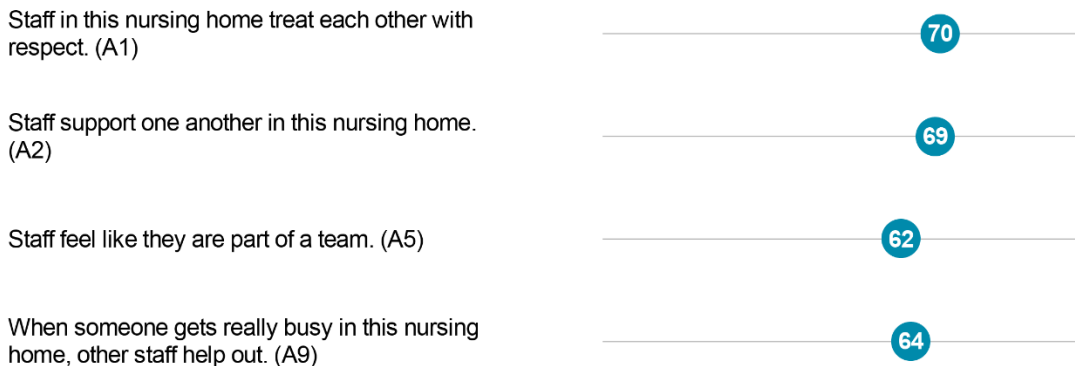 Staff in this nursing home treat each other with
respect. (A1)
70
Staff support one another in this nursing home.
(A2)
69
Staff feel like they are part of a team. (A5)
62
When someone gets really busy in this nursing
home, other staff help out. (A9)
64